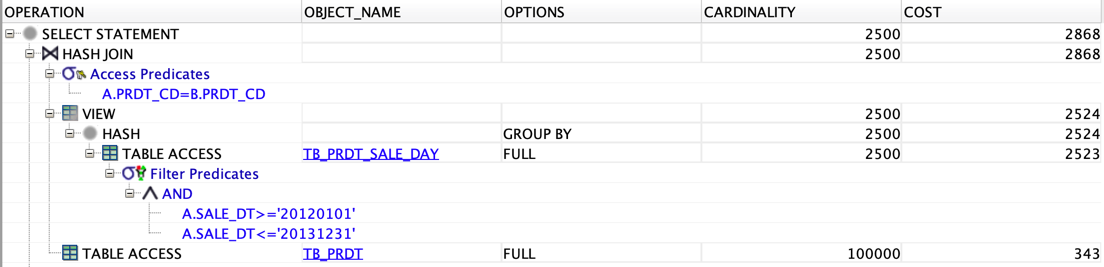 OPERATION OBJECT_NAME OPTIONS CARDINALITY COST
SELECT STATEMENT 2500 2868
HASH JOIN 2500 2868
Access Predicates
A.PRDT_CD=B.PRDT_CD
VIEW 2500 2524
HASH GROUP BY 2500 2524
TABLE ACCESS TB_PRDT_SALE_DAY FULL 2500 2523
Filter Predicates
AND
A.SALE_DT>='20120101'
A.SALE_DT<='20131231'
TABLE ACCESS TB_PRDT FULL 100000 343